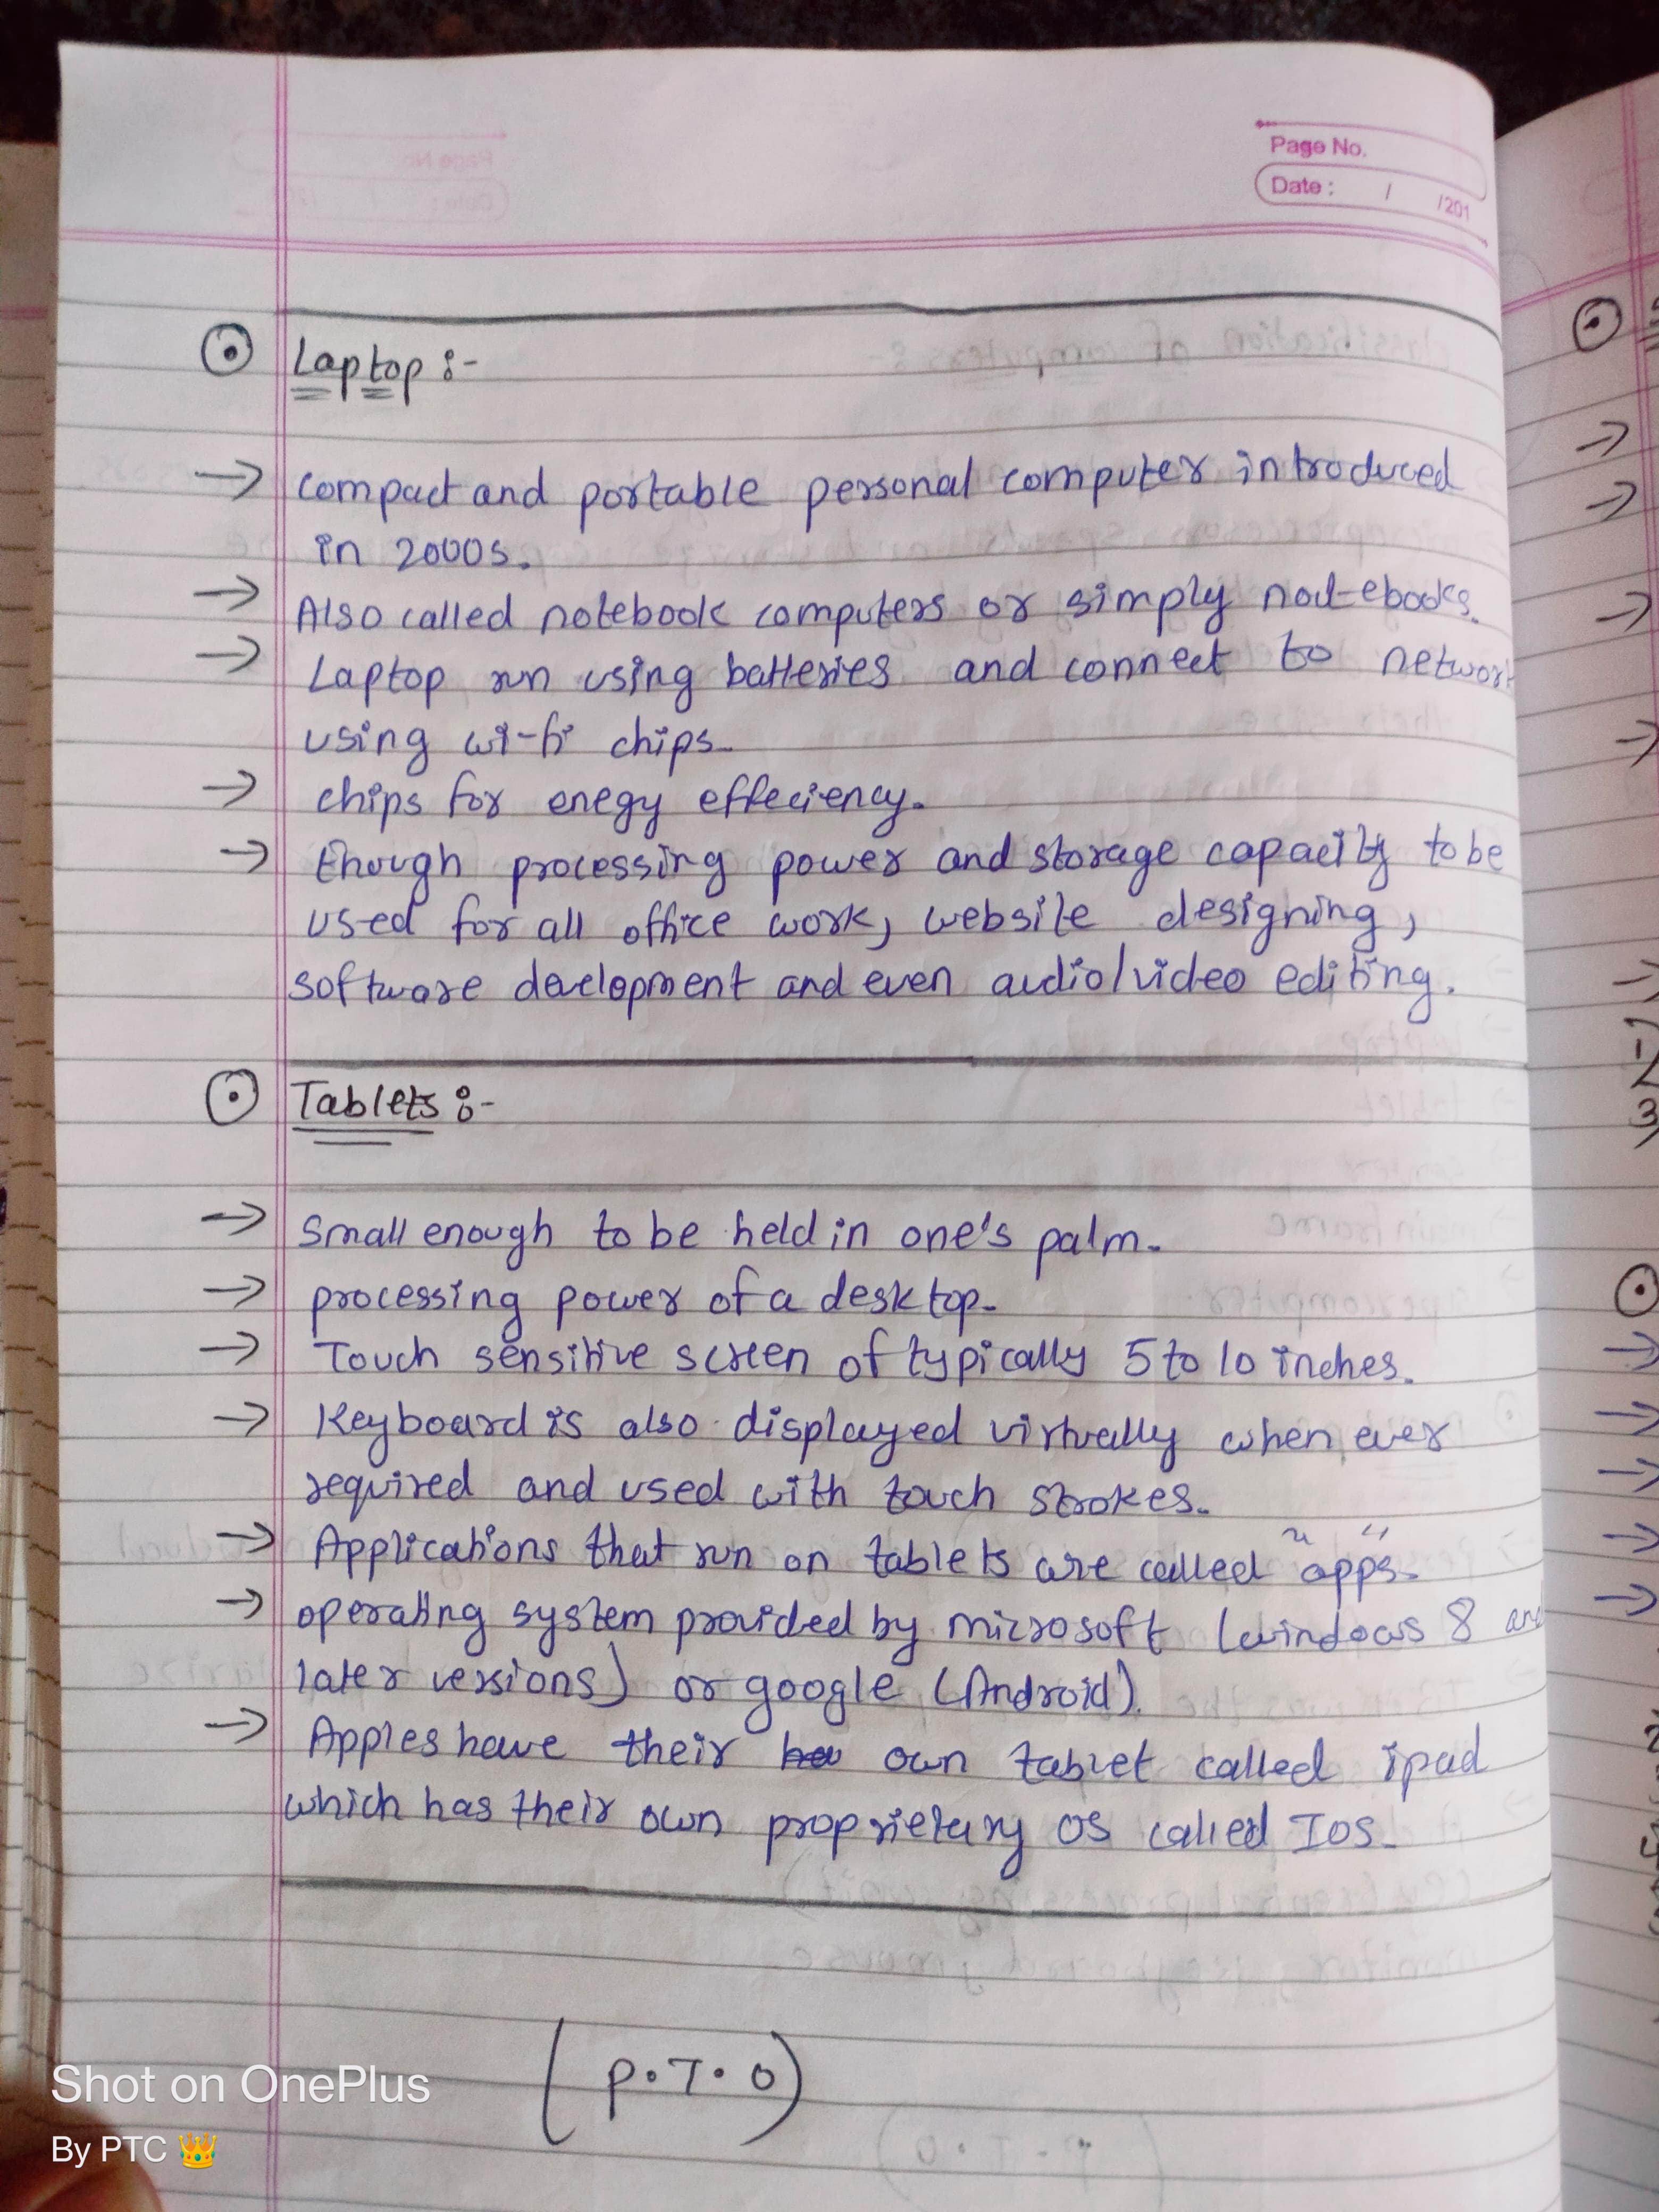 Page No.
Date : / /201
Laptop :-
→ compact and portable personal computer introduced
in 2000s.
→ Also called notebook computers or simply notebooks.
→ Laptop run using batteries and connect to network
using wi-fi chips.
→ chips for enegy effeciency.
→ Enough processing power and storage capacity to be
used for all office work, website designing,
software development and even audio/video editing.
Tablets :-
→ Small enough to be held in one's palm.
→ processing power of a desktop.
→ Touch sensitive screen of typically 5 to 10 inches.
→ Keyboard is also displayed virtually when ever
required and used with touch strokes.
→ Applications that run on tablets are called "apps".
→ operating system provided by microsoft (windows 8 and
later versions) or google (Android).
→ Apples have their own tablet called ipad
which has their own proprietary OS called Ios.
(P.T.O)
Shot on OnePlus
By PTC 👑